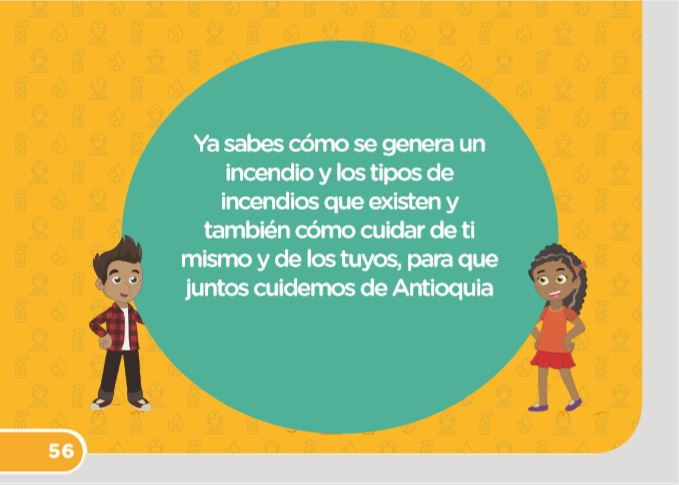 Ya sabes cómo se genera un
incendio y los tipos de
incendios que existen y
también cómo cuidar de ti
mismo y de los tuyos, para que
juntos cuidemos de Antioquia
56